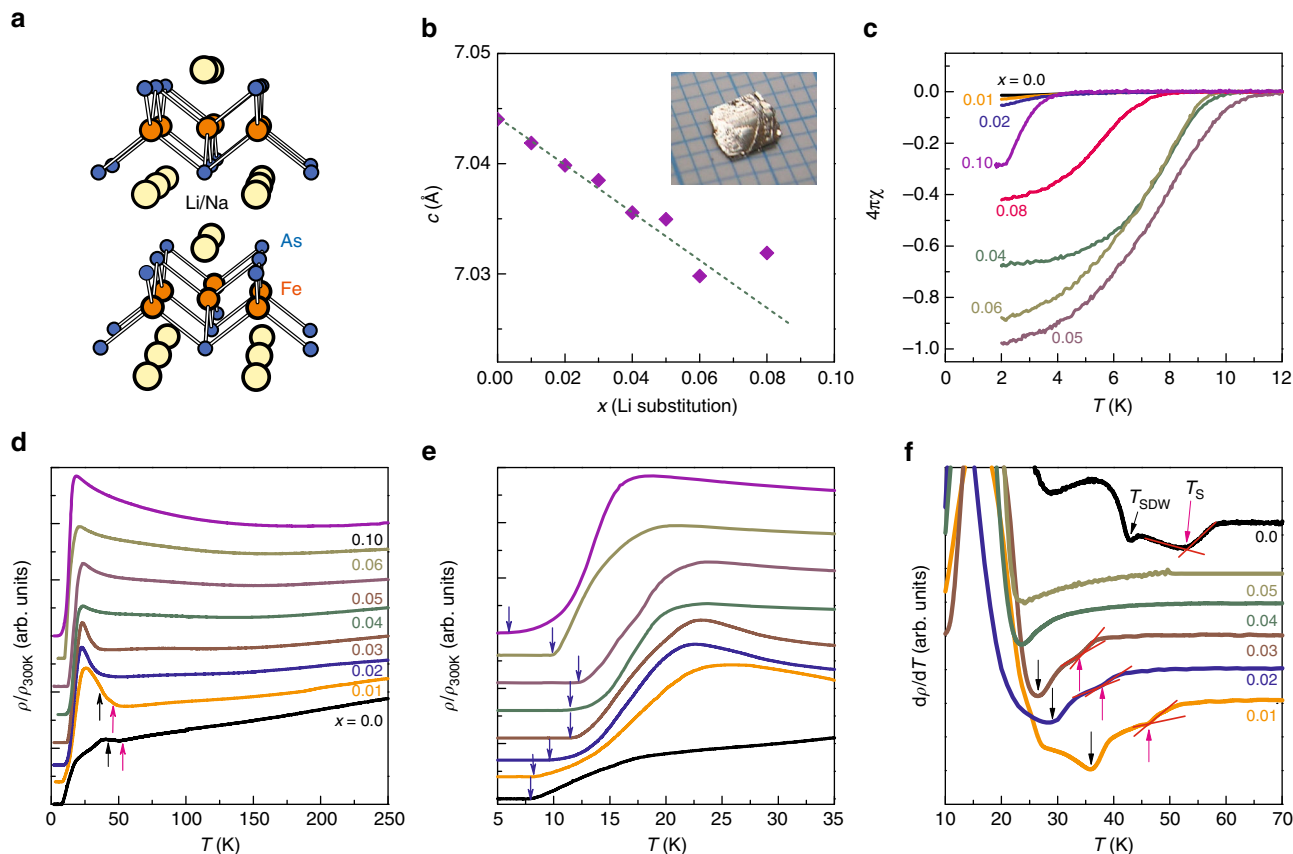 a
Li/Na
As
Fe
b
7.05
7.04
7.03
c (Å)
0.00
0.02
0.04
0.06
0.08
0.10
x (Li substitution)
c
0.0
−0.2
−0.4
−0.6
−0.8
−1.0
4πχ
x = 0.0
0.01
0.02
0.10
0.08
0.04
0.06
0.05
0
2
4
6
8
10
12
T (K)
d
ρ/ρ300K (arb. units)
0.10
0.06
0.05
0.04
0.03
0.02
0.01
x = 0.0
0
50
100
150
200
250
T (K)
e
ρ/ρ300K (arb. units)
5
10
15
20
25
30
35
T (K)
f
dρ/dT (arb. units)
TSDW
TS
0.0
0.05
0.04
0.03
0.02
0.01
10
20
30
40
50
60
70
T (K)